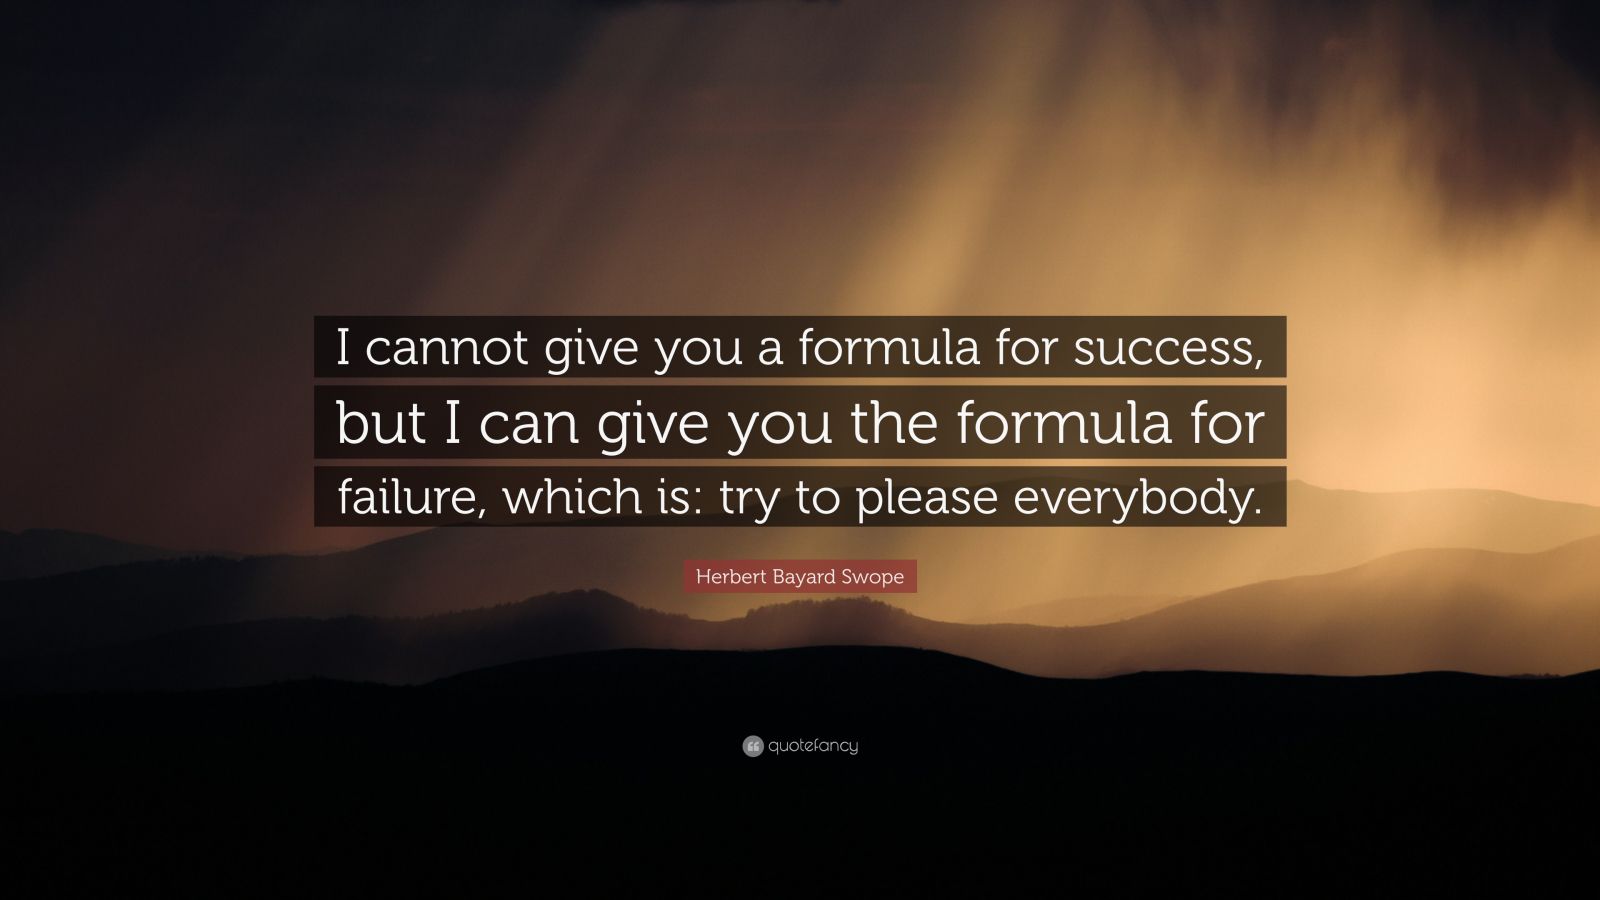 I cannot give you a formula for success,
but I can give you the formula for
failure, which is: try to please everybody.
Herbert Bayard Swope
quotefancy